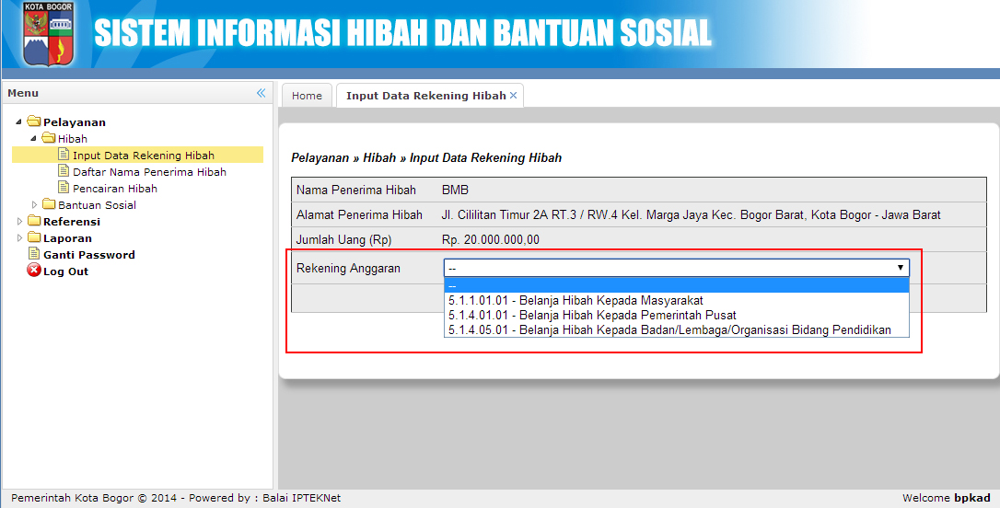 KOTA BOGOR
SISTEM INFORMASI HIBAH DAN BANTUAN SOSIAL
Menu
Pelayanan
Hibah
Input Data Rekening Hibah
Daftar Nama Penerima Hibah
Pencairan Hibah
Bantuan Sosial
Referensi
Laporan
Ganti Password
Log Out
Home Input Data Rekening Hibah
Pelayanan » Hibah » Input Data Rekening Hibah
Nama Penerima Hibah BMB
Alamat Penerima Hibah Jl. Cililitan Timur 2A RT.3 / RW.4 Kel. Marga Jaya Kec. Bogor Barat, Kota Bogor - Jawa Barat
Jumlah Uang (Rp) Rp. 20.000.000,00
Rekening Anggaran --
--
5.1.1.01.01 - Belanja Hibah Kepada Masyarakat
5.1.4.01.01 - Belanja Hibah Kepada Pemerintah Pusat
5.1.4.05.01 - Belanja Hibah Kepada Badan/Lembaga/Organisasi Bidang Pendidikan
Pemerintah Kota Bogor © 2014 - Powered by : Balai IPTEKNet Welcome bpkad